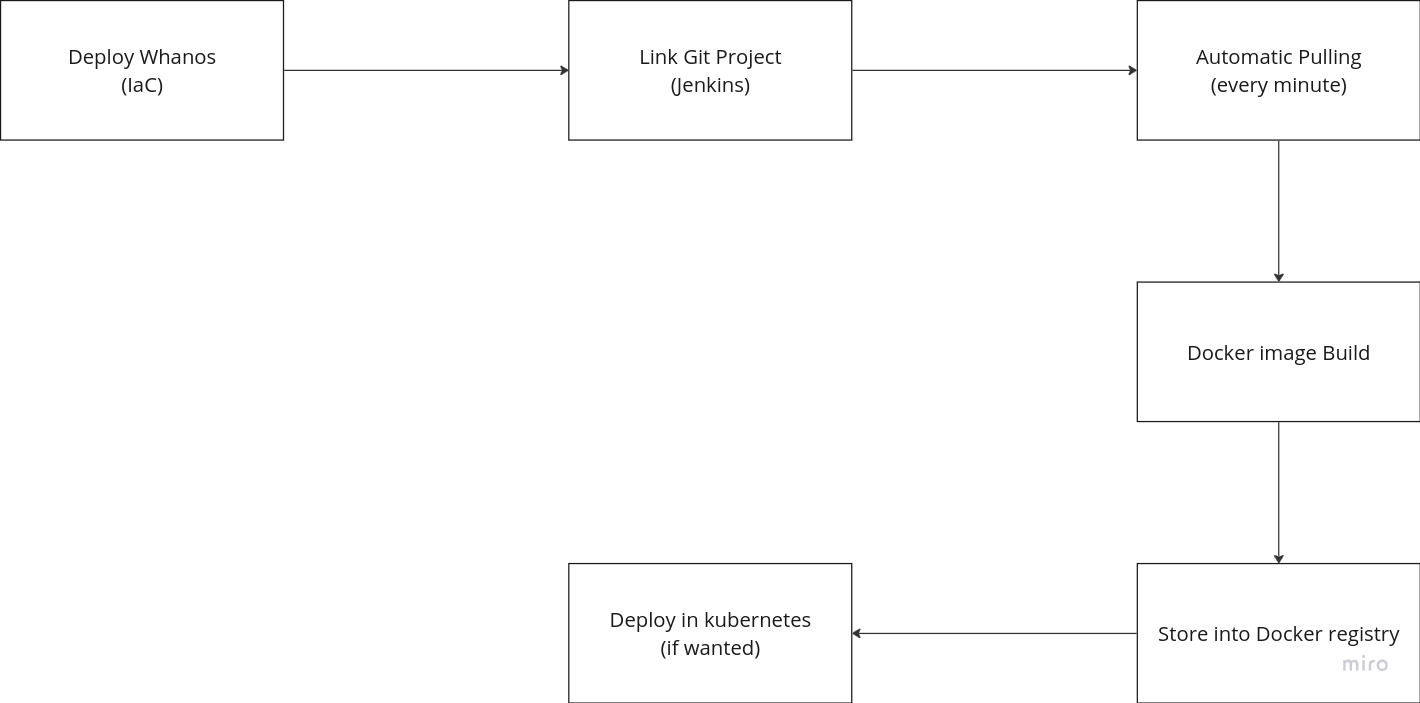 Deploy Whanos
(IaC)
Link Git Project
(Jenkins)
Automatic Pulling
(every minute)
Docker image Build
Store into Docker registry
miro
Deploy in kubernetes
(if wanted)